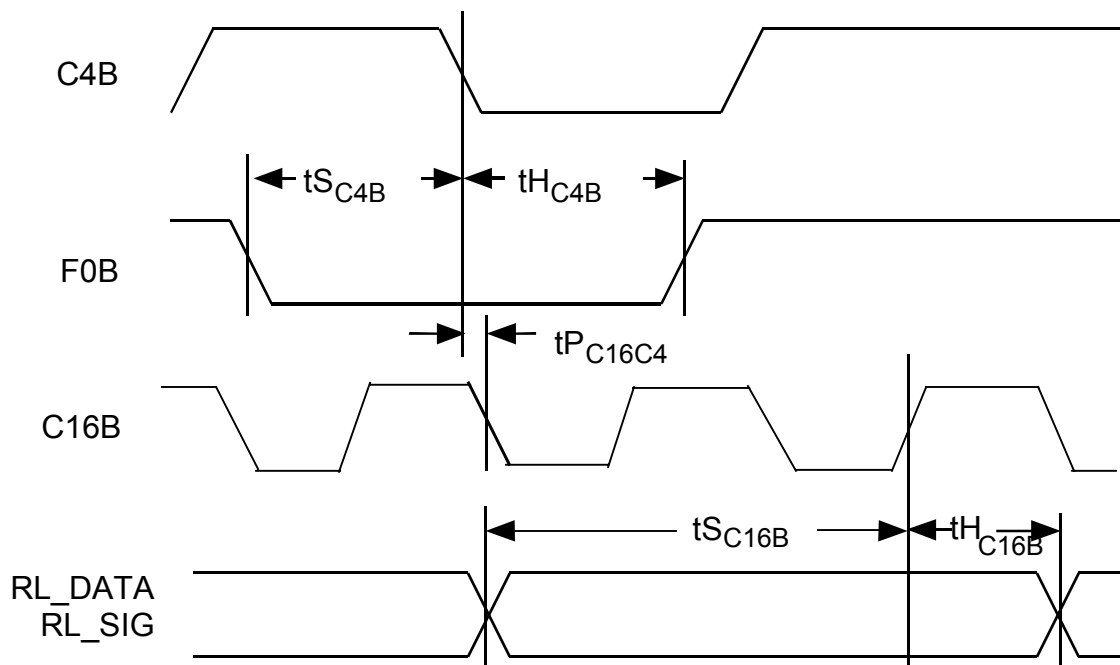 C4B
tS C4B tH C4B
F0B
tP C16C4
C16B
tS C16B tH C16B
RL_DATA
RL_SIG